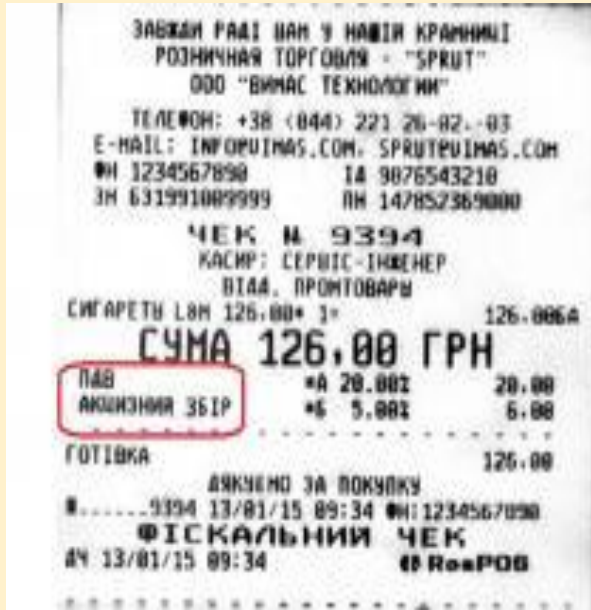 ЗАВЖДИ РАДІ ВАМ У НАШІЙ КРАМНИЦІ
РОЗНИЧНАЯ ТОРГОВЛЯ - "SPRUT"
ООО "ВИМАС ТЕХНОЛОГИИ"
ТЕЛЕФОН: +38 (044) 221 26-02.-03
E-MAIL: INFO@VIMAS.COM, SPRUT@VIMAS.COM
ФН 1234567890 ІД 9876543210
ЗН 631991009999 ПН 147852369000
ЧЕК № 9394
КАСИР: СЕРВІС-ІНЖЕНЕР
ВІДД. ПРОМТОВАРЫ
СИГАРЕТЫ L&M 126.00* 1= 126.00БА
СУМА 126,00 ГРН
ПДВ *А 20.00% 20.00
АКЦИЗНИЙ ЗБІР *Б 5.00% 6.00
ГОТІВКА 126.00
ДЯКУЄМО ЗА ПОКУПКУ
#.......9394 13/01/15 09:34 ФН:1234567890
ФІСКАЛЬНИЙ ЧЕК
ДЧ 13/01/15 09:34